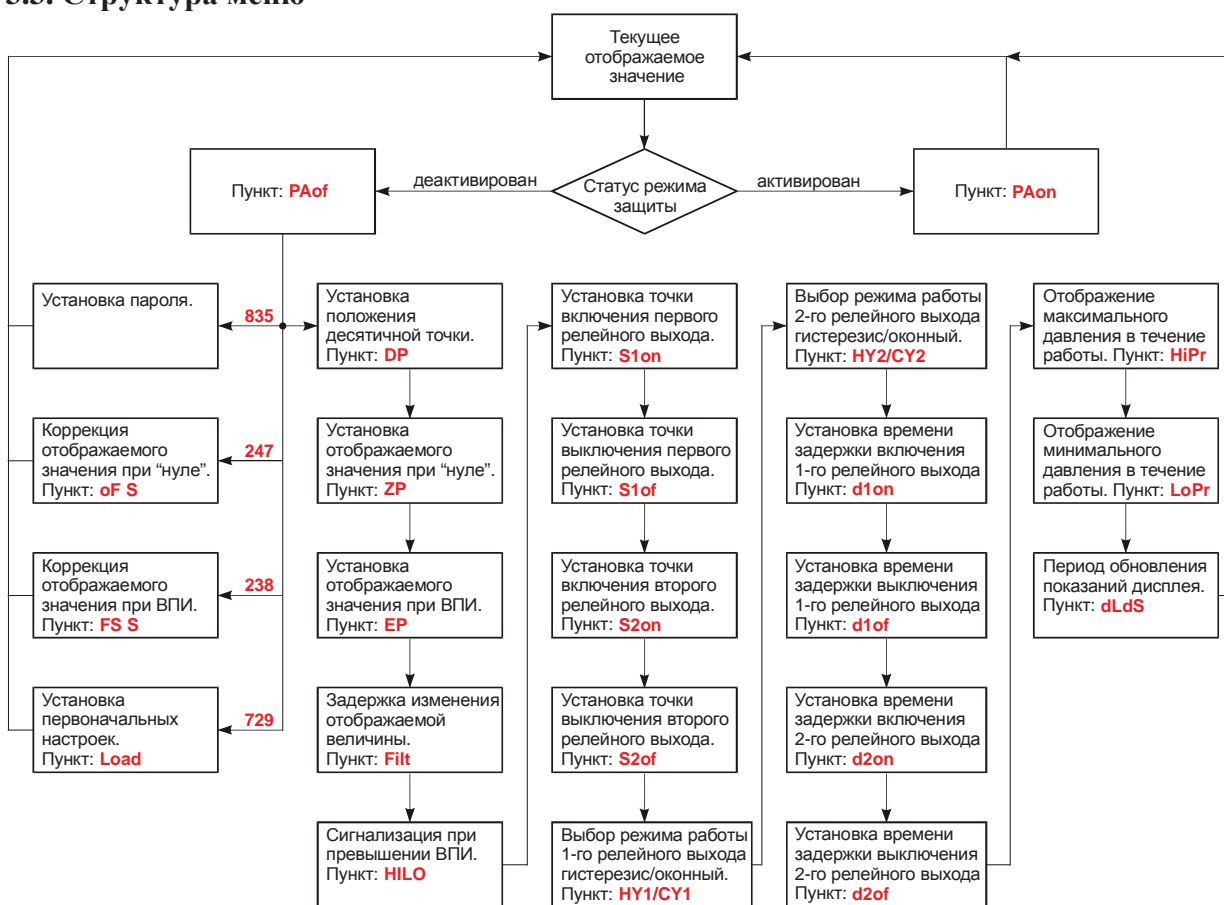 3.3. Структура меню
Текущее
отображаемое
значение
Пункт: PAof
деактивирован
Статус режима
защиты
активирован
Пункт: PAon
Установка пароля.
835
Коррекция
отображаемого
значения при “нуле”.
Пункт: oF S
247
Коррекция
отображаемого
значения при ВПИ.
Пункт: FS S
238
Установка
первоначальных
настроек.
Пункт: Load
729
Установка
положения
десятичной точки.
Пункт: DP
Установка
отображаемого
значения при “нуле”.
Пункт: ZP
Установка
отображаемого
значения при ВПИ.
Пункт: EP
Задержка изменения
отображаемой
величины.
Пункт: Filt
Сигнализация при
превышении ВПИ.
Пункт: HILO
Установка точки
включения первого
релейного выхода.
Пункт: S1on
Установка точки
выключения первого
релейного выхода.
Пункт: S1of
Установка точки
включения второго
релейного выхода.
Пункт: S2on
Установка точки
выключения второго
релейного выхода.
Пункт: S2of
Выбор режима работы
1-го релейного выхода
гистерезис/оконный.
Пункт: HY1/CY1
Выбор режима работы
2-го релейного выхода
гистерезис/оконный.
Пункт: HY2/CY2
Установка времени
задержки включения
1-го релейного выхода
Пункт: d1on
Установка времени
задержки выключения
1-го релейного выхода
Пункт: d1of
Установка времени
задержки включения
2-го релейного выхода
Пункт: d2on
Установка времени
задержки выключения
2-го релейного выхода
Пункт: d2of
Отображение
максимального
давления в течение
работы. Пункт: HiPr
Отображение
минимального
давления в течение
работы. Пункт: LoPr
Период обновления
показаний дисплея.
Пункт: dLdS